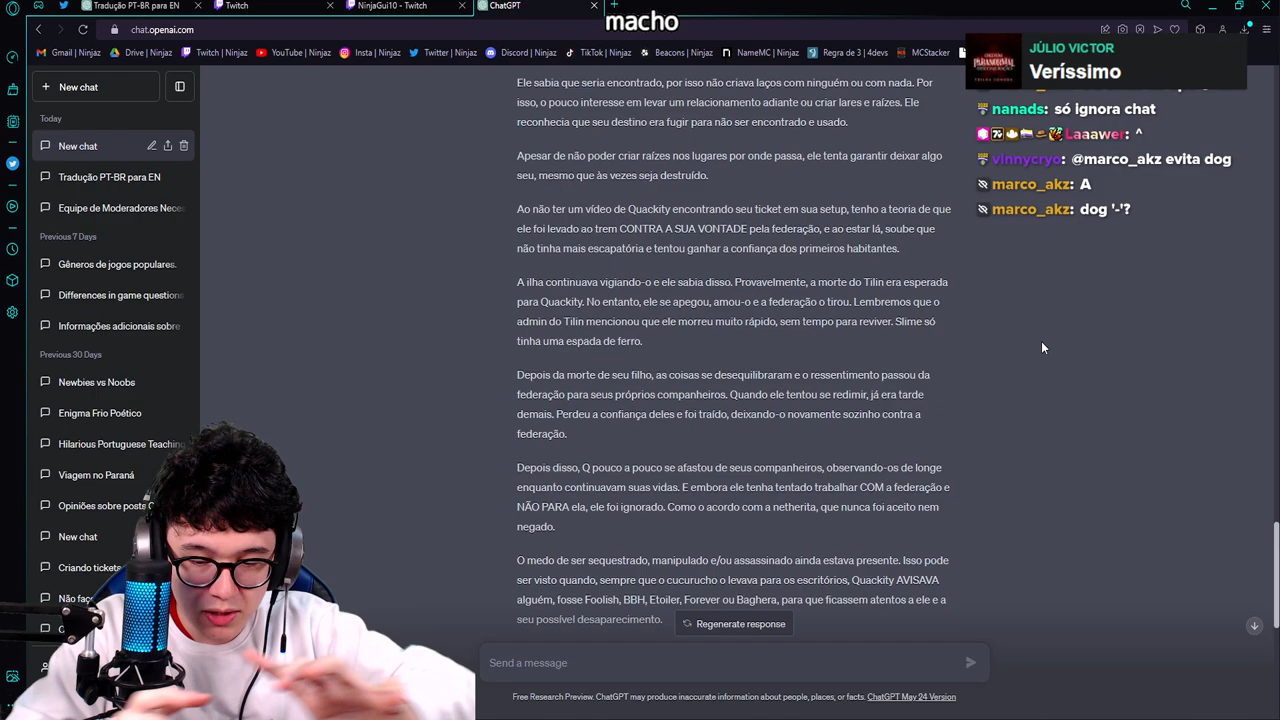 Tradução PT-BR para EN
Twitch
NinjaGui10 - Twitch
ChatGPT
macho
chat.openai.com
Gmail | Ninjaz
Drive | Ninjaz
Twitch | Ninjaz
YouTube | Ninjaz
Insta | Ninjaz
Twitter | Ninjaz
Discord | Ninjaz
TikTok | Ninjaz
Beacons | Ninjaz
NameMC | Ninjaz
Regra de 3 | 4devs
MCStacker
JÚLIO VICTOR
Veríssimo
nanads: só ignora chat
Laaawer: ^
vinnycryo: @marco_akz evita dog
marco_akz: A
marco_akz: dog '-'?
New chat
Today
New chat
Tradução PT-BR para EN
Equipe de Moderadores Neces
Previous 7 Days
Gêneros de jogos populares.
Differences in game questions
Informações adicionais sobre
Previous 30 Days
Newbies vs Noobs
Enigma Frio Poético
Hilarious Portuguese Teaching
Viagem no Paraná
Opiniões sobre posts
New chat
Criando tickets
Não faç
Ele sabia que seria encontrado, por isso não criava laços com ninguém ou com nada. Por
isso, o pouco interesse em levar um relacionamento adiante ou criar lares e raízes. Ele
reconhecia que seu destino era fugir para não ser encontrado e usado.
Apesar de não poder criar raízes nos lugares por onde passa, ele tenta garantir deixar algo
seu, mesmo que às vezes seja destruído.
Ao não ter um vídeo de Quackity encontrando seu ticket em sua setup, tenho a teoria de que
ele foi levado ao trem CONTRA A SUA VONTADE pela federação, e ao estar lá, soube que
não tinha mais escapatória e tentou ganhar a confiança dos primeiros habitantes.
A ilha continuava vigiando-o e ele sabia disso. Provavelmente, a morte do Tilin era esperada
para Quackity. No entanto, ele se apegou, amou-o e a federação o tirou. Lembremos que o
admin do Tilin mencionou que ele morreu muito rápido, sem tempo para reviver. Slime só
tinha uma espada de ferro.
Depois da morte de seu filho, as coisas se desequilibraram e o ressentimento passou da
federação para seus próprios companheiros. Quando ele tentou se redimir, já era tarde
demais. Perdeu a confiança deles e foi traído, deixando-o novamente sozinho contra a
federação.
Depois disso, Q pouco a pouco se afastou de seus companheiros, observando-os de longe
enquanto continuavam suas vidas. E embora ele tenha tentado trabalhar COM a federação e
NÃO PARA ela, ele foi ignorado. Como o acordo com a netherita, que nunca foi aceito nem
negado.
O medo de ser sequestrado, manipulado e/ou assassinado ainda estava presente. Isso pode
ser visto quando, sempre que o cucurucho o levava para os escritórios, Quackity AVISAVA
alguém, fosse Foolish, BBH, Etoiler, Forever ou Baghera, para que ficassem atentos a ele e a
seu possível desaparecimento.
Regenerate response
Send a message
Free Research Preview. ChatGPT may produce inaccurate information about people, places, or facts. ChatGPT May 24 Version